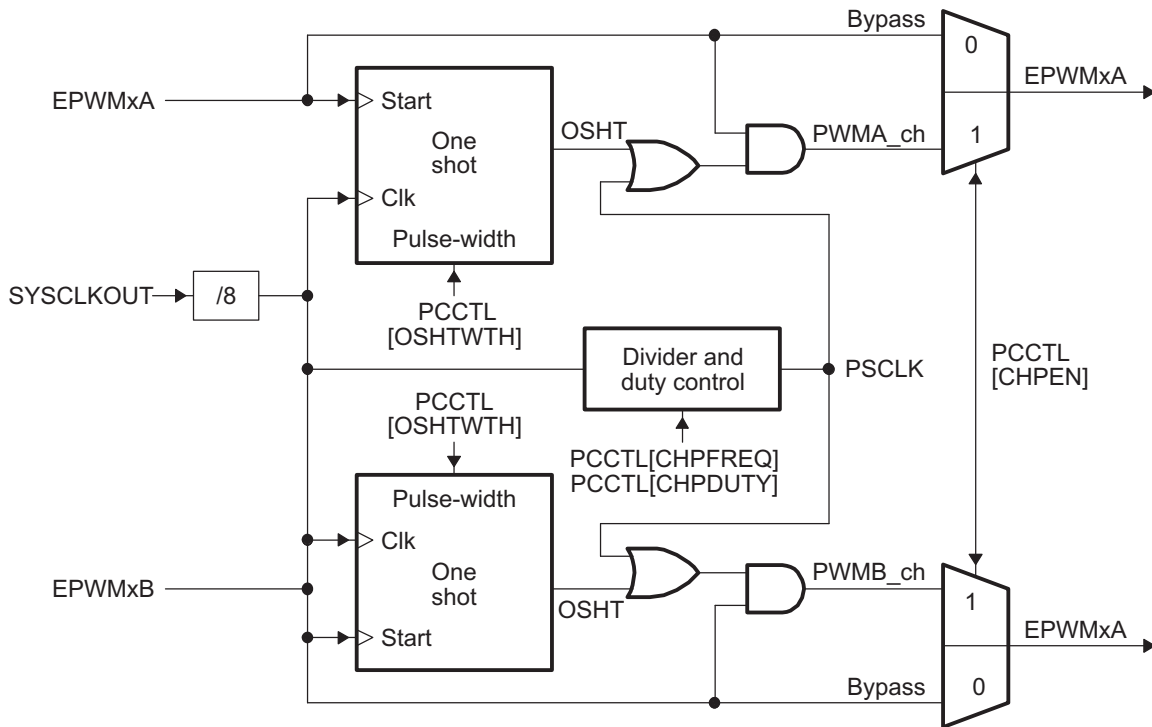 Bypass
0
EPWMxA
EPWMxA
Start
OSHT
One
shot
PWMA_ch
1
Clk
Pulse-width
SYSCLKOUT
/8
PCCTL
[OSHTWTH]
Divider and
duty control
PSCLK
PCCTL
[CHPEN]
PCCTL
[OSHTWTH]
PCCTL[CHPFREQ]
PCCTL[CHPDUTY]
Pulse-width
Clk
EPWMxB
One
shot
OSHT
PWMB_ch
1
Start
EPWMxA
Bypass
0